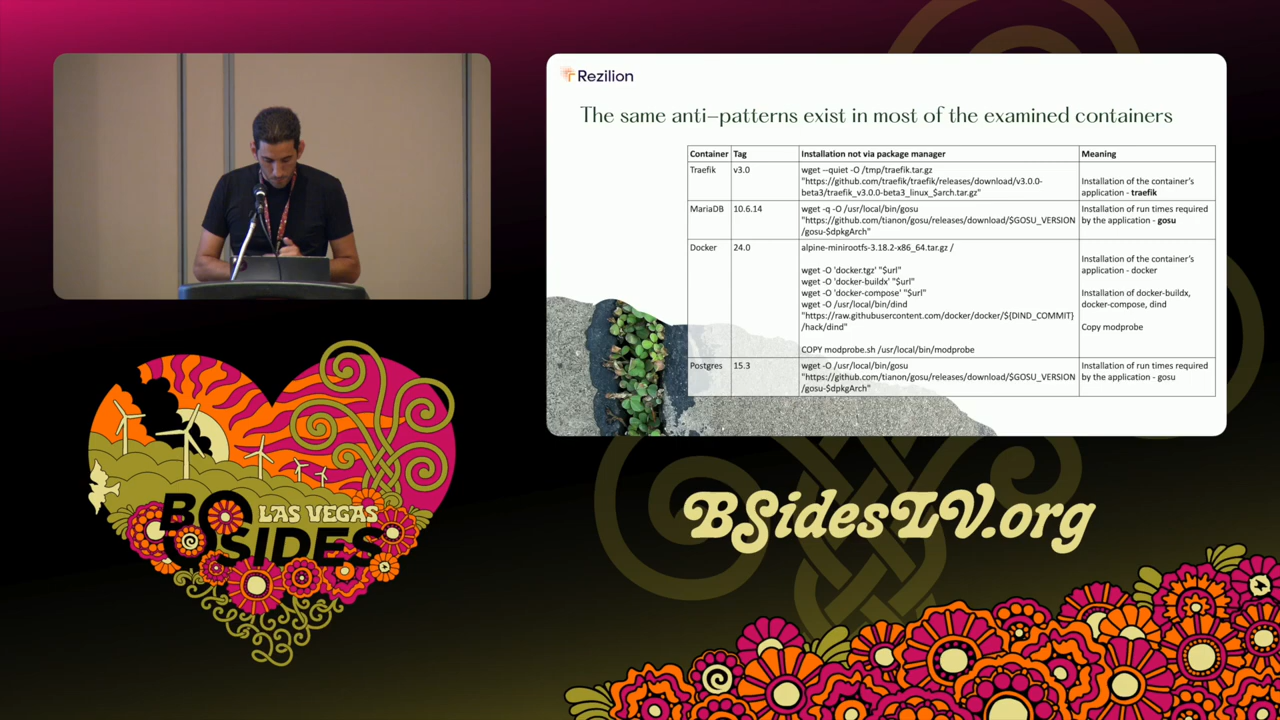 Rezilion
The same anti-patterns exist in most of the examined containers
Container Tag Installation not via package manager Meaning
Traefik v3.0 wget --quiet -O /tmp/traefik.tar.gz
"https://github.com/traefik/traefik/releases/download/v3.0.0-
beta3/traefik_v3.0.0-beta3_linux_$arch.tar.gz"
Installation of the container's
application - traefik
MariaDB 10.6.14 wget -q -O /usr/local/bin/gosu
"https://github.com/tianon/gosu/releases/download/$GOSU_VERSION
/gosu-$dpkgArch"
Installation of run times required
by the application - gosu
Docker 24.0 alpine-minirootfs-3.18.2-x86_64.tar.gz /
wget -O 'docker.tgz' "$url"
wget -O 'docker-buildx' "$url"
wget -O 'docker-compose' "$url"
wget -O /usr/local/bin/dind
"https://raw.githubusercontent.com/docker/docker/${DIND_COMMIT}
/hack/dind"
COPY modprobe.sh /usr/local/bin/modprobe
Installation of the container's
application - docker
Installation of docker-buildx,
docker-compose, dind
Copy modprobe
Postgres 15.3 wget -O /usr/local/bin/gosu
"https://github.com/tianon/gosu/releases/download/$GOSU_VERSION
/gosu-$dpkgArch"
Installation of run times required
by the application - gosu
LAS VEGAS
BSIDES
23
BSidesLV.org